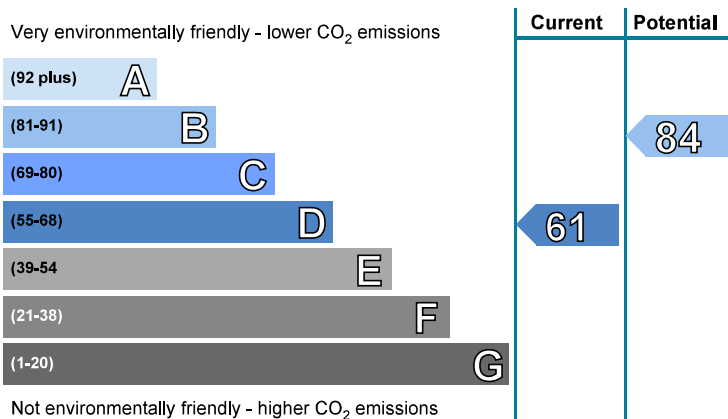 Current Potential
Very environmentally friendly - lower CO2 emissions
(92 plus) A
(81-91) B
84
(69-80) C
(55-68) D
61
(39-54 E
(21-38) F
(1-20) G
Not environmentally friendly - higher CO2 emissions